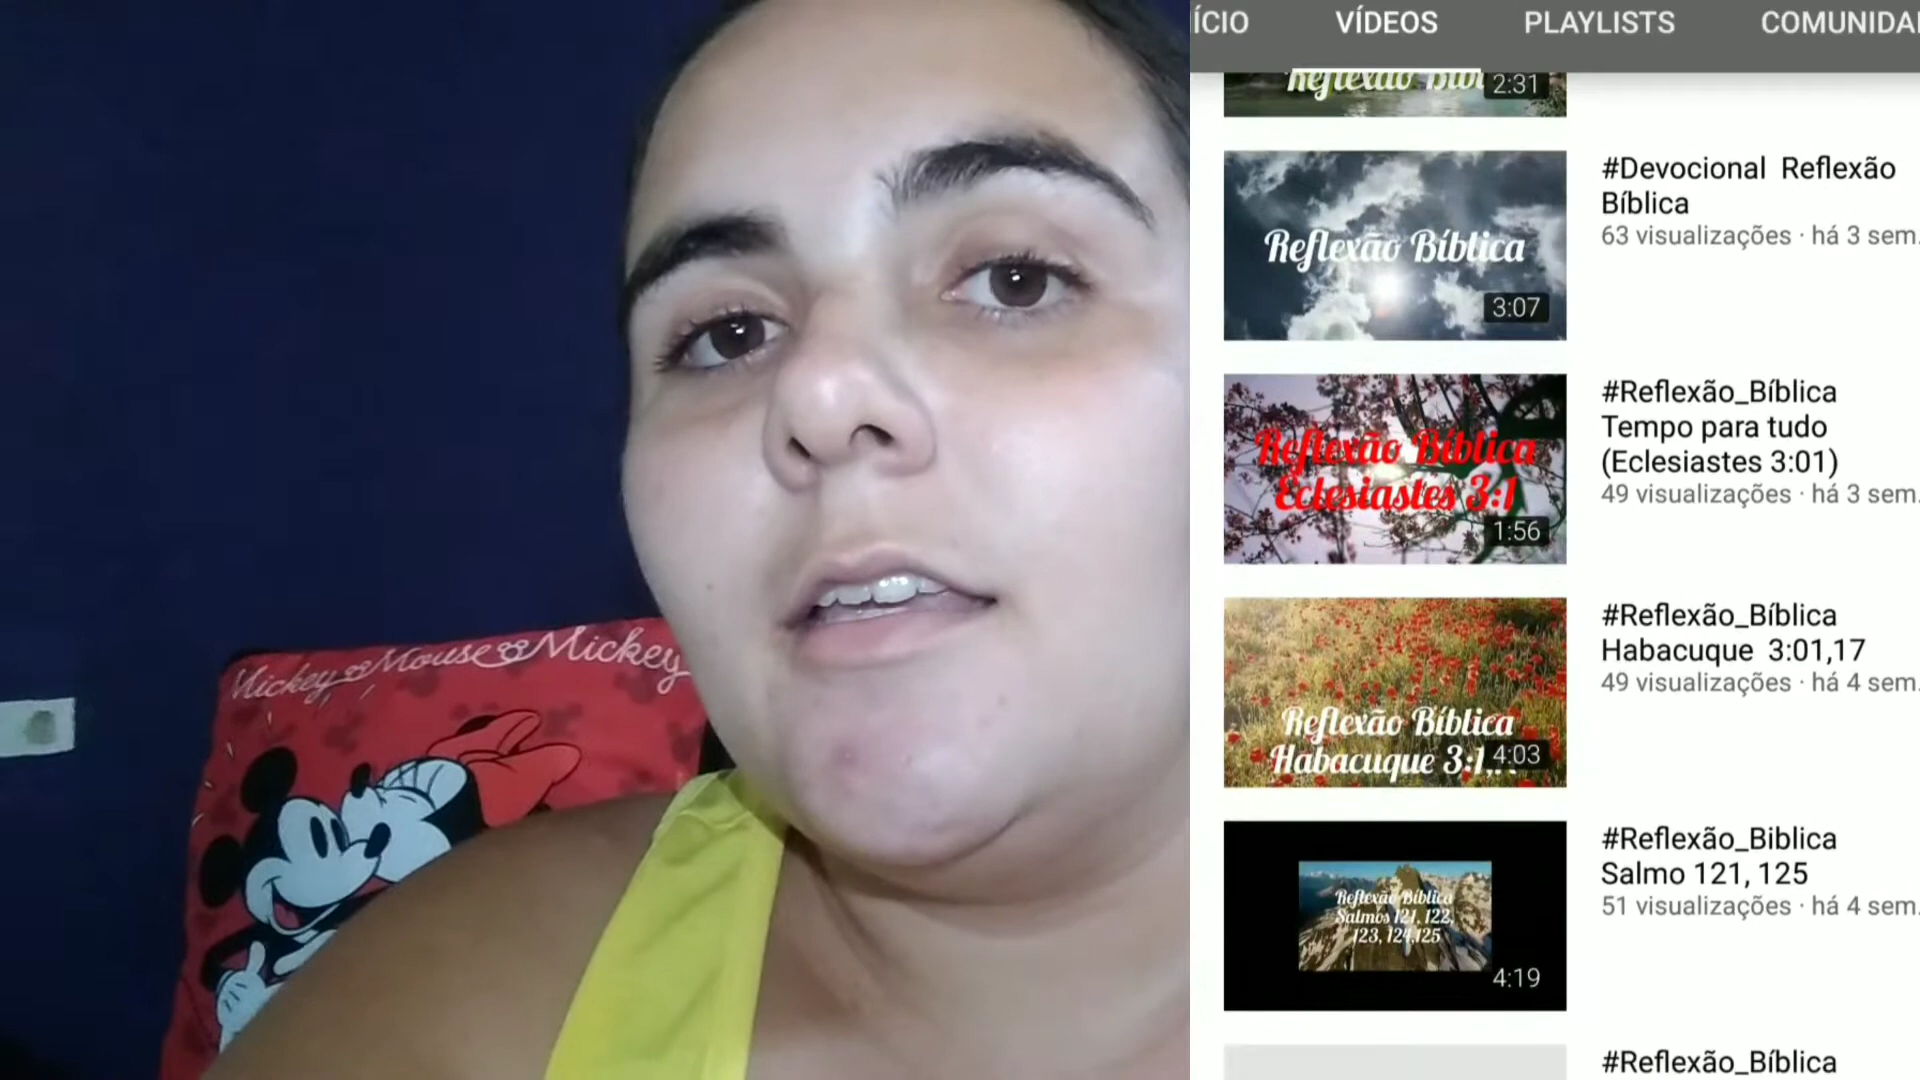 Mickey Mouse Mickey
ÍCIO
VÍDEOS
PLAYLISTS
COMUNIDA
Reflexão Bíbl
2:31
Reflexão Bíblica
3:07
#Devocional Reflexão
Bíblica
63 visualizações · há 3 sem.
Reflexão Bíblica
Eclesiastes 3:1
1:56
#Reflexão_Bíblica
Tempo para tudo
(Eclesiastes 3:01)
49 visualizações · há 3 sem.
Reflexão Bíblica
Habacuque 3:1,
4:03
#Reflexão_Bíblica
Habacuque 3:01,17
49 visualizações · há 4 sem.
Reflexão Bíblica
Salmos 121, 122,
123, 124,125
4:19
#Reflexão_Biblica
Salmo 121, 125
51 visualizações · há 4 sem.
#Reflexão_Bíblica